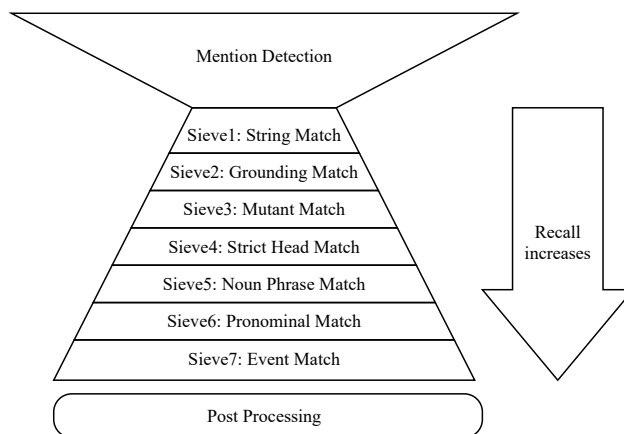 Mention Detection
Sieve1: String Match
Sieve2: Grounding Match
Sieve3: Mutant Match
Sieve4: Strict Head Match
Sieve5: Noun Phrase Match
Sieve6: Pronominal Match
Sieve7: Event Match
Post Processing
Recall
increases